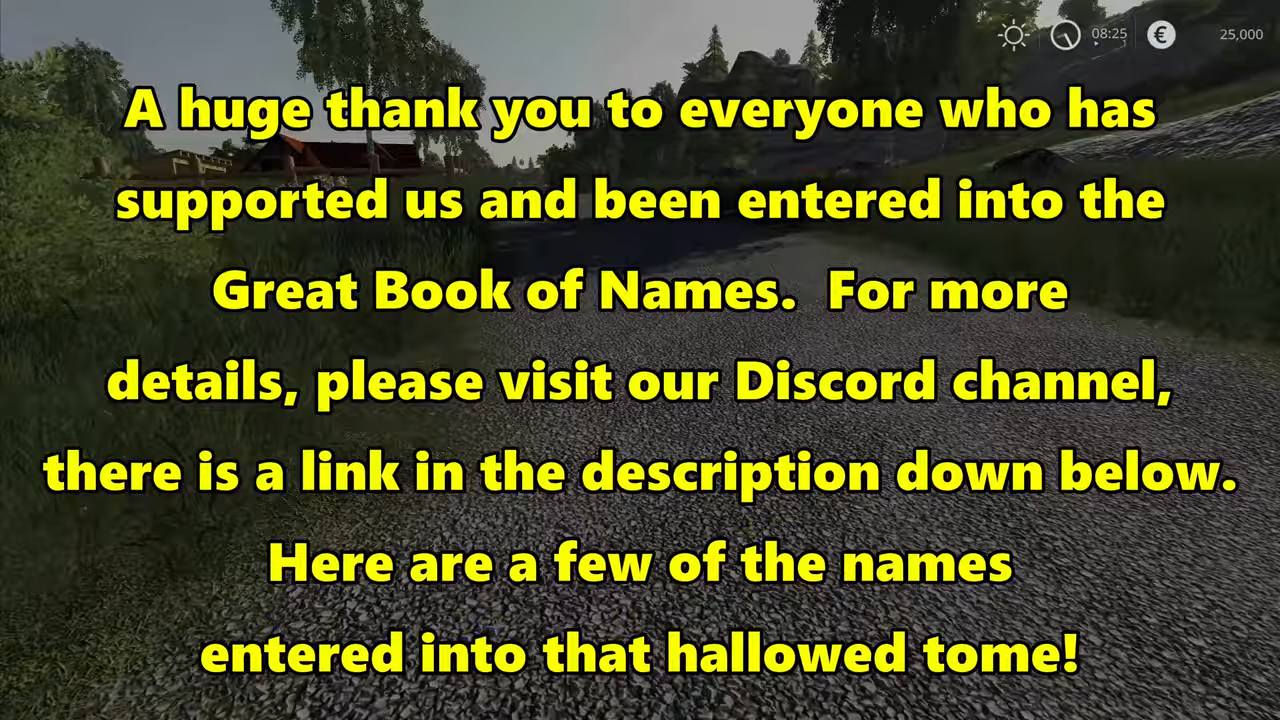 08:25
25,000
A huge thank you to everyone who has
supported us and been entered into the
Great Book of Names.  For more
details, please visit our Discord channel,
there is a link in the description down below.
Here are a few of the names
entered into that hallowed tome!